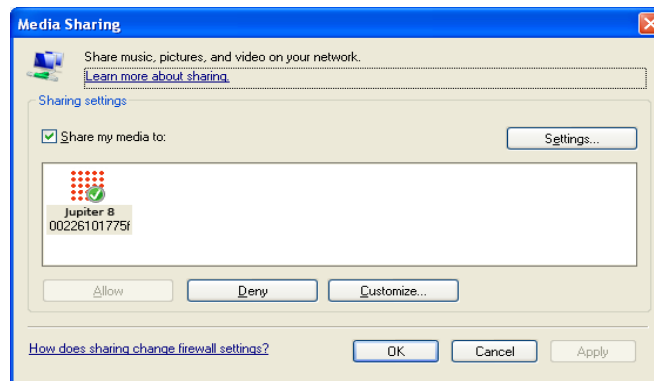 Media Sharing
Share music, pictures, and video on your network.
Learn more about sharing.
Sharing settings
Share my media to:
Settings...
Jupiter 8
00226101775f
Allow
Deny
Customize...
How does sharing change firewall settings?
OK
Cancel
Apply